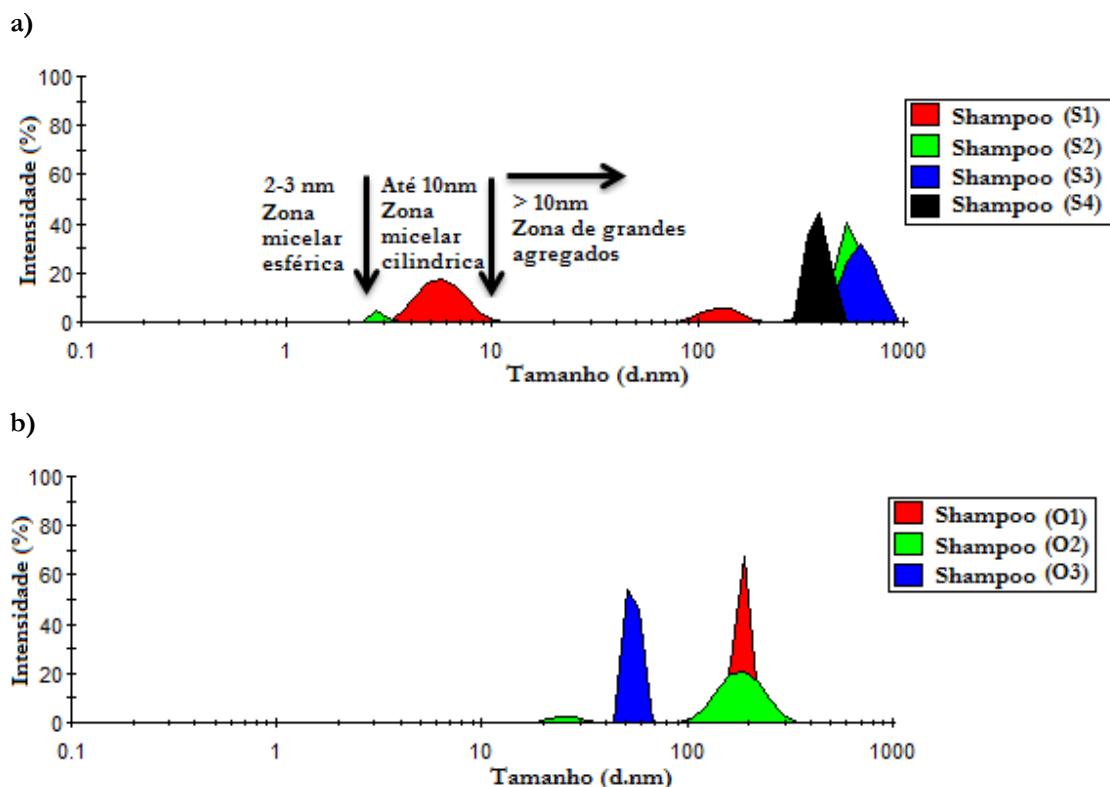 a)
100
80
60
40
20
0
Intensidade (%)
2-3 nm
Zona
micelar
esférica
Até 10nm
Zona
micelar
cilindrica
> 10nm
Zona de grandes
agregados
Shampoo (S1)
Shampoo (S2)
Shampoo (S3)
Shampoo (S4)
0.1 1 10 100 1000
Tamanho (d.nm)
b)
100
80
60
40
20
0
Intensidade (%)
Shampoo (O1)
Shampoo (O2)
Shampoo (O3)
0.1 1 10 100 1000
Tamanho (d.nm)